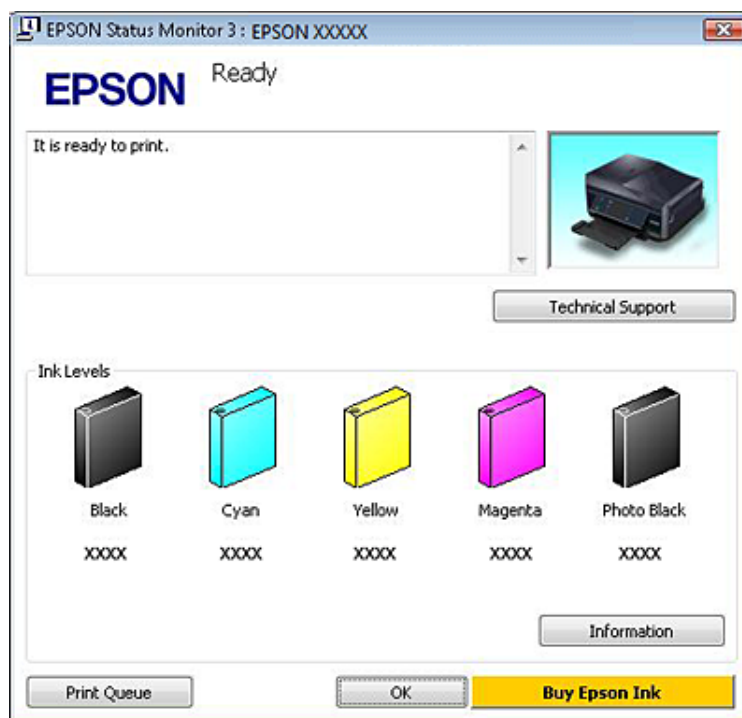 EPSON Status Monitor 3 : EPSON XXXXX
EPSON
Ready
It is ready to print.
Technical Support
Ink Levels
Black Cyan Yellow Magenta Photo Black
XXXX XXXX XXXX XXXX XXXX
Information
Print Queue OK Buy Epson Ink